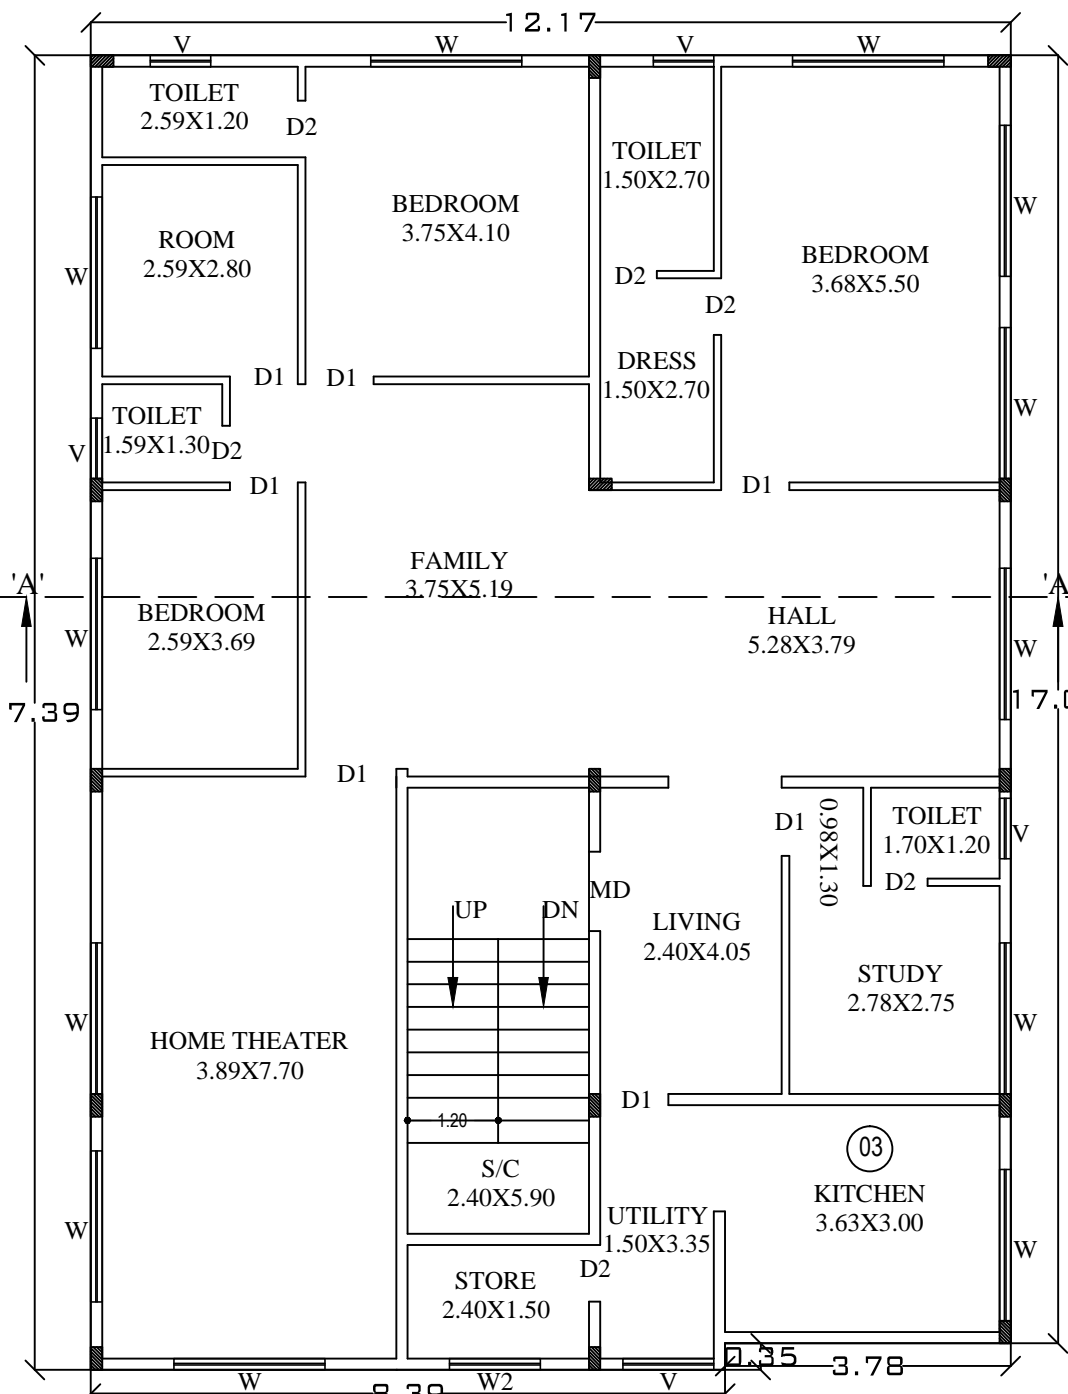 12.17
V
W
V
W
TOILET
2.59X1.20
D2
TOILET
1.50X2.70
BEDROOM
3.75X4.10
W
ROOM
2.59X2.80
BEDROOM
3.68X5.50
W
D2
D2
DRESS
1.50X2.70
D1
D1
W
TOILET
1.59X1.30
V
D2
D1
D1
FAMILY
3.75X5.19
'A'
'A
BEDROOM
2.59X3.69
HALL
5.28X3.79
W
W
7.39
D1
D1
0.98X1.30
TOILET
1.70X1.20
V
D2
MD
UP
DN
LIVING
2.40X4.05
STUDY
2.78X2.75
W
W
HOME THEATER
3.89X7.70
D1
1.20
03
S/C
2.40X5.90
KITCHEN
3.63X3.00
UTILITY
1.50X3.35
W
W
D2
STORE
2.40X1.50
0.35
3.78
W
W2
V